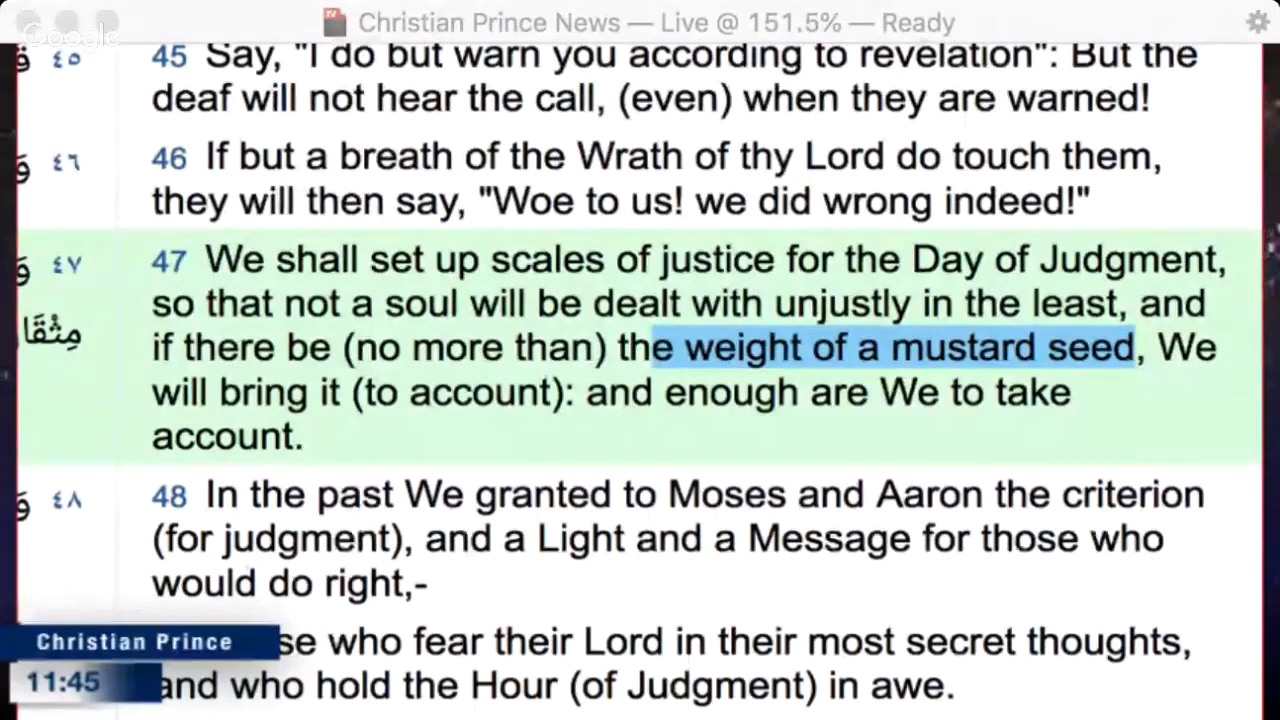 Christian Prince News — Live @ 151.5% — Ready
Google
٤٥ 45 Say, "I do but warn you according to revelation": But the
deaf will not hear the call, (even) when they are warned!
٤٦ 46 If but a breath of the Wrath of thy Lord do touch them,
they will then say, "Woe to us! we did wrong indeed!"
٤٧ 47 We shall set up scales of justice for the Day of Judgment,
so that not a soul will be dealt with unjustly in the least, and
if there be (no more than) the weight of a mustard seed, We
will bring it (to account): and enough are We to take
account.
٤٨ 48 In the past We granted to Moses and Aaron the criterion
(for judgment), and a Light and a Message for those who
would do right,-
who fear their Lord in their most secret thoughts,
and who hold the Hour (of Judgment) in awe.
Christian Prince
11:45